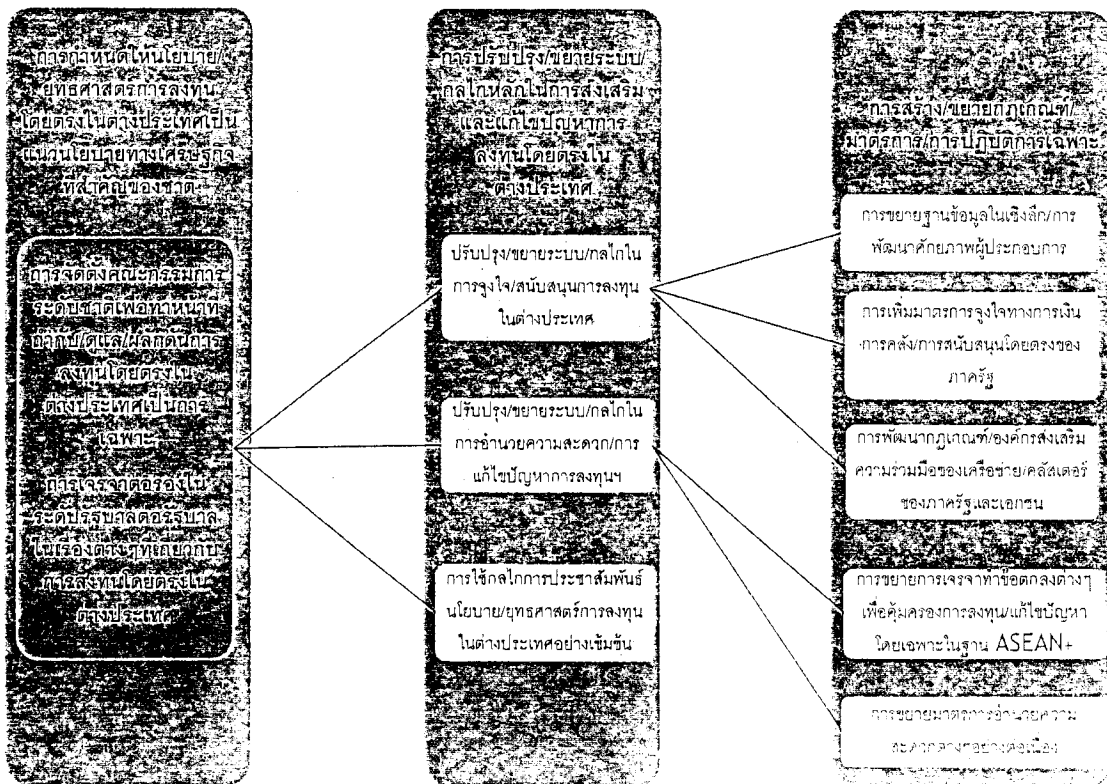 การกำหนดให้นโยบาย/
ยุทธศาสตร์การลงทุน
โดยตรงในต่างประเทศเป็น
แนวนโยบายทางเศรษฐกิจ
ที่สำคัญของชาติ
การจัดตั้งคณะกรรมการ
ระดับชาติเพื่อทำหน้าที่
กำกับ/ดูแล/ผลักดันการ
ลงทุนโดยตรงใน
ต่างประเทศเป็นการ
เฉพาะ
การเจรจาต่อรองใน
ระดับรัฐบาลต่อรัฐบาล
ในเรื่องต่างๆที่เกี่ยวกับ
การลงทุนโดยตรงใน
ต่างประเทศ
การปรับปรุง/ขยายระบบ/
กลไกหลักในการส่งเสริม
และแก้ไขปัญหาการ
ลงทุนโดยตรงใน
ต่างประเทศ
ปรับปรุง/ขยายระบบ/กลไกใน
การจูงใจ/สนับสนุนการลงทุน
ในต่างประเทศ
ปรับปรุง/ขยายระบบ/กลไกใน
การอำนวยความสะดวก/การ
แก้ไขปัญหาการลงทุนฯ
การใช้กลไกการประชาสัมพันธ์
นโยบาย/ยุทธศาสตร์การลงทุน
ในต่างประเทศอย่างเข้มข้น
การสร้าง/ขยายกฎเกณฑ์/
มาตรการ/การปฏิบัติการเฉพาะ
การขยายฐานข้อมูลในเชิงลึก/การ
พัฒนาศักยภาพผู้ประกอบการ
การเพิ่มมาตรการจูงใจทางการเงิน
การคลัง/การสนับสนุนโดยตรงของ
ภาครัฐ
การพัฒนากฎเกณฑ์/องค์กรส่งเสริม
ความร่วมมือของเครือข่าย/คลัสเตอร์
ของภาครัฐและเอกชน
การขยายการเจรจาทำข้อตกลงต่างๆ
เพื่อคุ้มครองการลงทุน/แก้ไขปัญหา
โดยเฉพาะในฐาน ASEAN+
การขยายมาตรการอำนวยความ
สะดวกต่างๆอย่างต่อเนื่อง